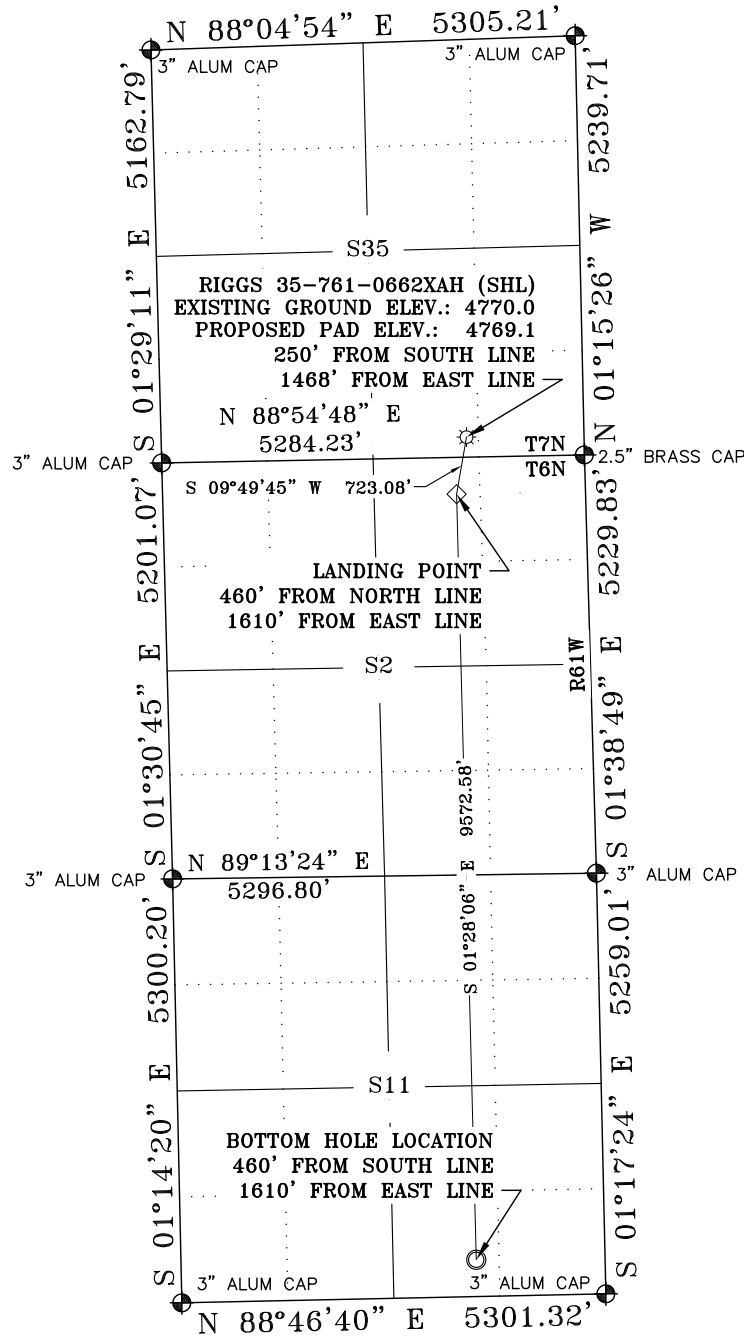 N 88°04'54" E 5305.21'
3" ALUM CAP
3" ALUM CAP
S 01°29'11" E 5162.79'
N 01°15'26" W 5239.71'
S35
RIGGS 35-761-0662XAH (SHL)
EXISTING GROUND ELEV.: 4770.0
PROPOSED PAD ELEV.: 4769.1
250' FROM SOUTH LINE
1468' FROM EAST LINE
N 88°54'48" E
5284.23'
T7N
3" ALUM CAP
2.5" BRASS CAP
T6N
S 09°49'45" W 723.08'
S 01°30'45" E 5201.07'
S 01°38'49" E 5229.83'
LANDING POINT
460' FROM NORTH LINE
1610' FROM EAST LINE
R61W
S2
S 01°28'06" E 9572.58'
N 89°13'24" E
3" ALUM CAP
3" ALUM CAP
5296.80'
S 01°14'20" E 5300.20'
S 01°17'24" E 5259.01'
S11
BOTTOM HOLE LOCATION
460' FROM SOUTH LINE
1610' FROM EAST LINE
3" ALUM CAP
3" ALUM CAP
N 88°46'40" E 5301.32'